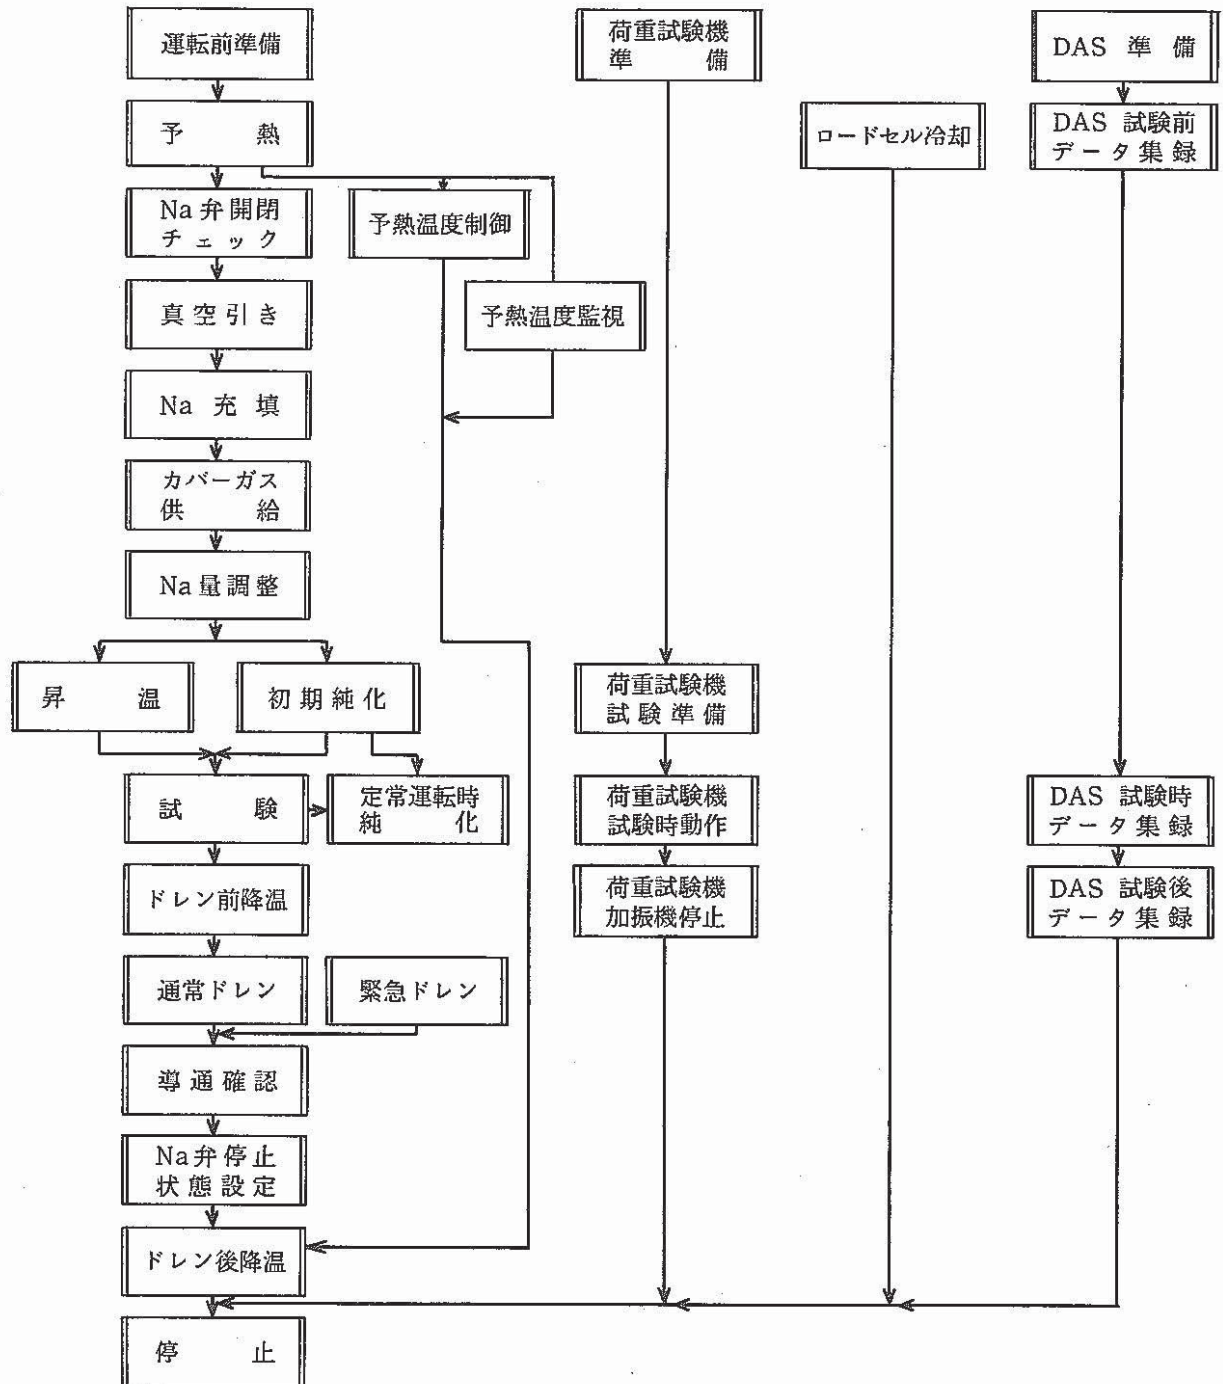 運転前準備
荷重試験機
準備
DAS 準備
予熱
ロードセル冷却
DAS 試験前
データ集録
Na弁開閉
チェック
予熱温度制御
真空引き
予熱温度監視
Na 充填
カバーガス
供給
Na量調整
昇温
初期純化
荷重試験機
試験準備
試験
定常運転時
純化
荷重試験機
試験時動作
DAS 試験時
データ集録
ドレン前降温
荷重試験機
加振機停止
DAS 試験後
データ集録
通常ドレン
緊急ドレン
導通確認
Na弁停止
状態設定
ドレン後降温
停止